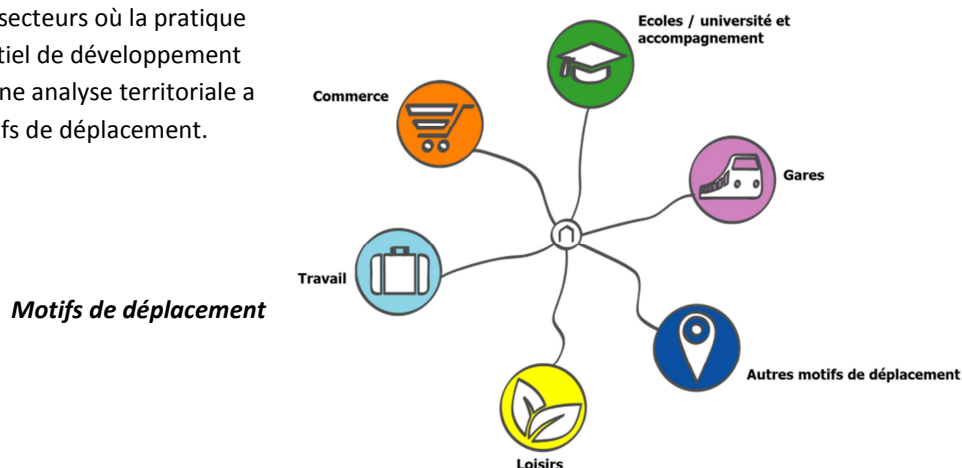 secteurs où la pratique
tiel de développement
ne analyse territoriale a
fs de déplacement.
Motifs de déplacement
Ecoles / université et
accompagnement
Commerce
Gares
Travail
Autres motifs de déplacement
Loisirs